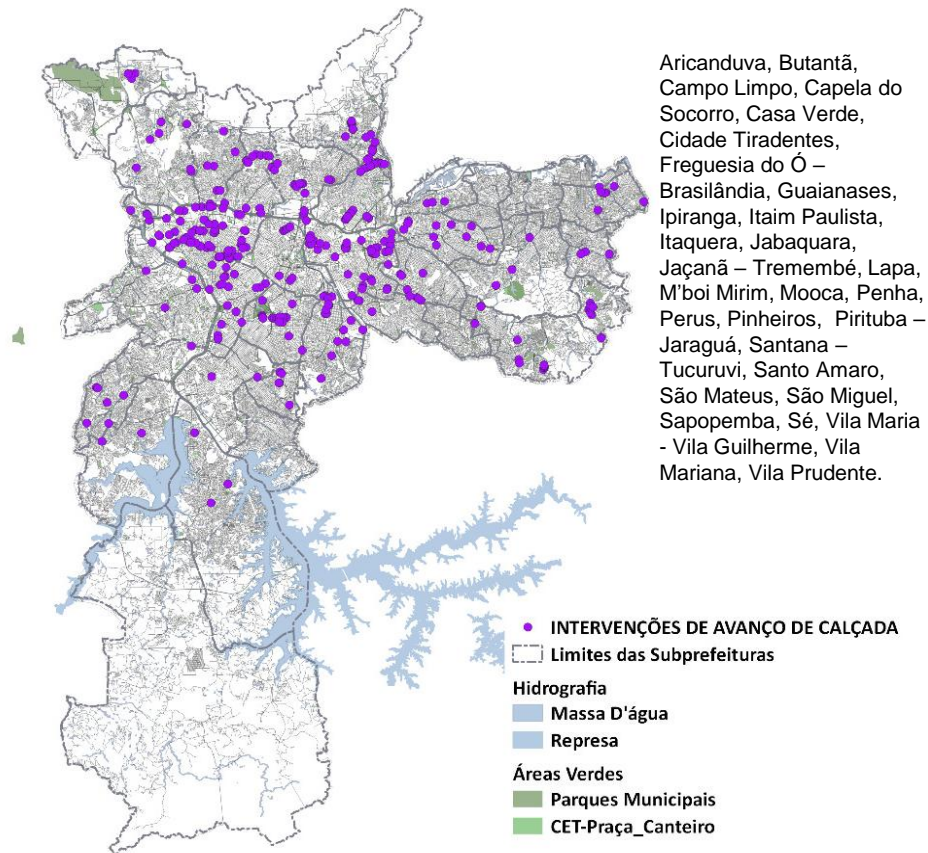 Aricanduva, Butantã,
Campo Limpo, Capela do
Socorro, Casa Verde,
Cidade Tiradentes,
Freguesia do Ó –
Brasilândia, Guaianases,
Ipiranga, Itaim Paulista,
Itaquera, Jabaquara,
Jaçanã – Tremembé, Lapa,
M'boi Mirim, Mooca, Penha,
Perus, Pinheiros, Pirituba –
Jaraguá, Santana –
Tucuruvi, Santo Amaro,
São Mateus, São Miguel,
Sapopemba, Sé, Vila Maria
- Vila Guilherme, Vila
Mariana, Vila Prudente.
INTERVENÇÕES DE AVANÇO DE CALÇADA
Limites das Subprefeituras
Hidrografia
Massa D'água
Represa
Áreas Verdes
Parques Municipais
CET-Praça_Canteiro